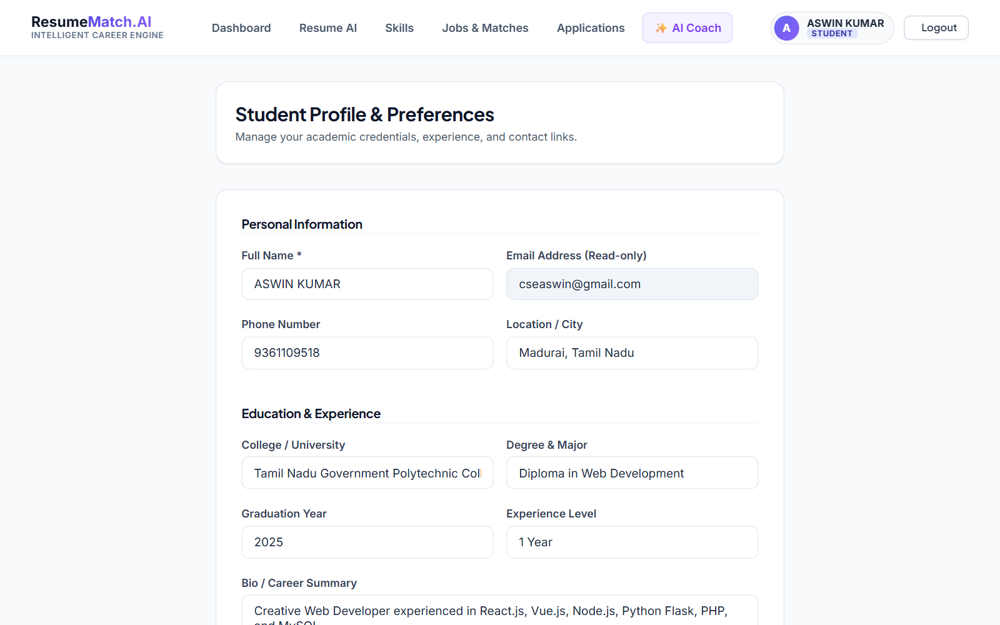 ResumeMatch.AI
INTELLIGENT CAREER ENGINE
Dashboard
Resume AI
Skills
Jobs & Matches
Applications
✨ AI Coach
A
ASWIN KUMAR
STUDENT
Logout
Student Profile & Preferences
Manage your academic credentials, experience, and contact links.
Personal Information
Full Name *
Email Address (Read-only)
ASWIN KUMAR
cseaswin@gmail.com
Phone Number
Location / City
9361109518
Madurai, Tamil Nadu
Education & Experience
College / University
Degree & Major
Tamil Nadu Government Polytechnic Coll
Diploma in Web Development
Graduation Year
Experience Level
2025
1 Year
Bio / Career Summary
Creative Web Developer experienced in React.js, Vue.js, Node.js, Python Flask, PHP,
and MySQL